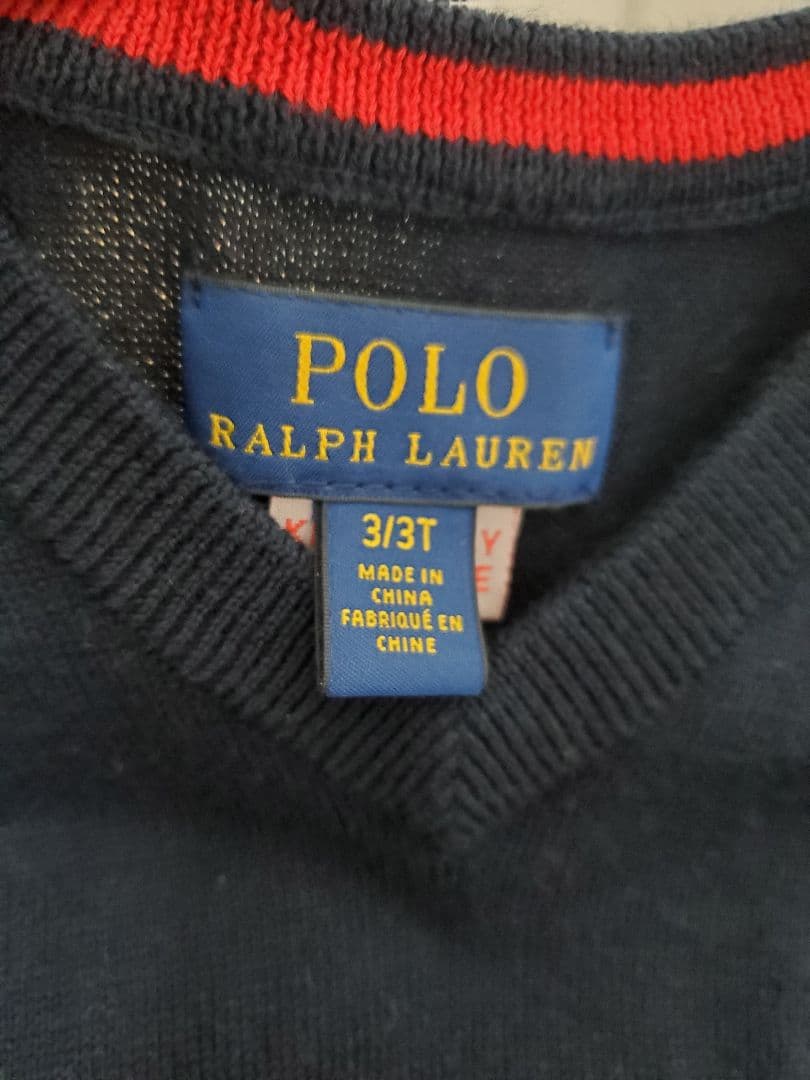 POLO
RALPH LAUREN
3/3T
MADE IN
CHINA
FABRIQUÉ EN
CHINE